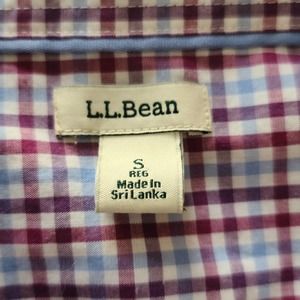 L.L.Bean
S
REG
Made In
Sri Lanka